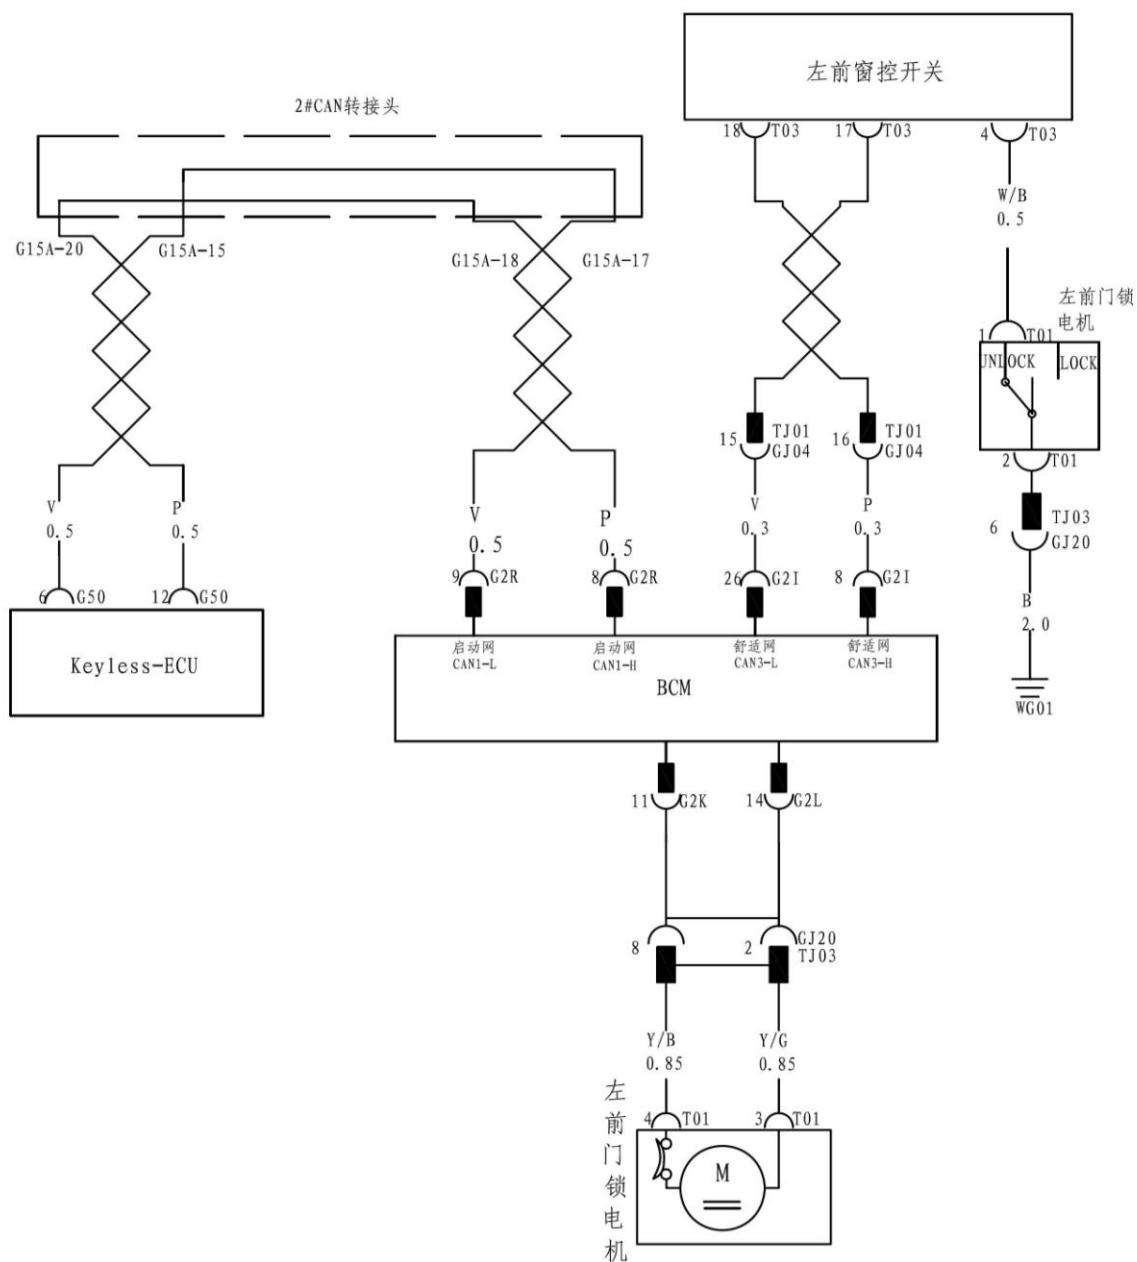 左前窗控开关
2#CAN转接头
18 T03
17 T03
4 T03
W/B
0.5
G15A-20
G15A-15
G15A-18
G15A-17
左前门锁
电机
1 T01
UNLOCK
LOCK
15 TJ01
GJ04
16 TJ01
GJ04
2 T01
V
0.5
P
0.5
V
0.5
P
0.5
V
0.3
P
0.3
6 TJ03
GJ20
6 G50
12 G50
9 G2R
8 G2R
26 G2I
8 G2I
B
2.0
WG01
Keyless-ECU
启动网
CAN1-L
启动网
CAN1-H
舒适网
CAN3-L
舒适网
CAN3-H
BCM
11 G2K
14 G2L
8
2 GJ20
TJ03
Y/B
0.85
Y/G
0.85
左前门锁电机
4 T01
3 T01
M